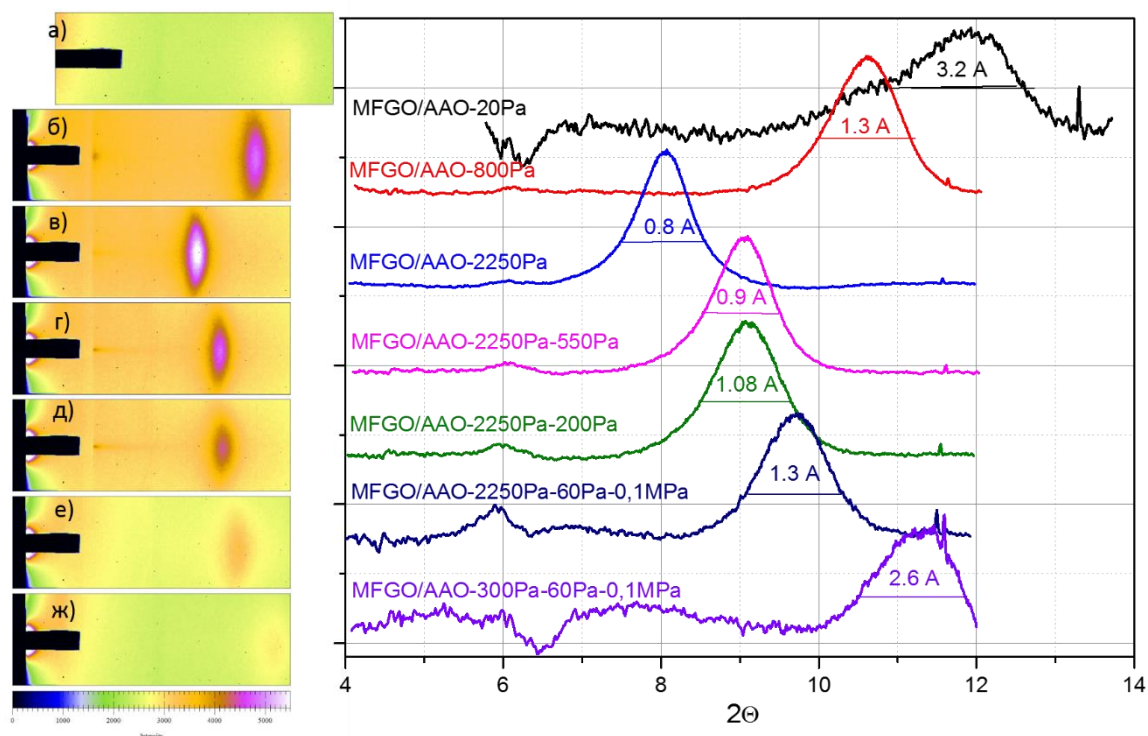 а)
б)
в)
г)
д)
е)
ж)
0 1000 2000 3000 4000 5000
MFGO/AAO-20Pa
3.2 A
MFGO/AAO-800Pa
1.3 A
MFGO/AAO-2250Pa
0.8 A
MFGO/AAO-2250Pa-550Pa
0.9 A
MFGO/AAO-2250Pa-200Pa
1.08 A
MFGO/AAO-2250Pa-60Pa-0,1MPa
1.3 A
MFGO/AAO-300Pa-60Pa-0,1MPa
2.6 A
4 6 8 10 12 14
2Θ